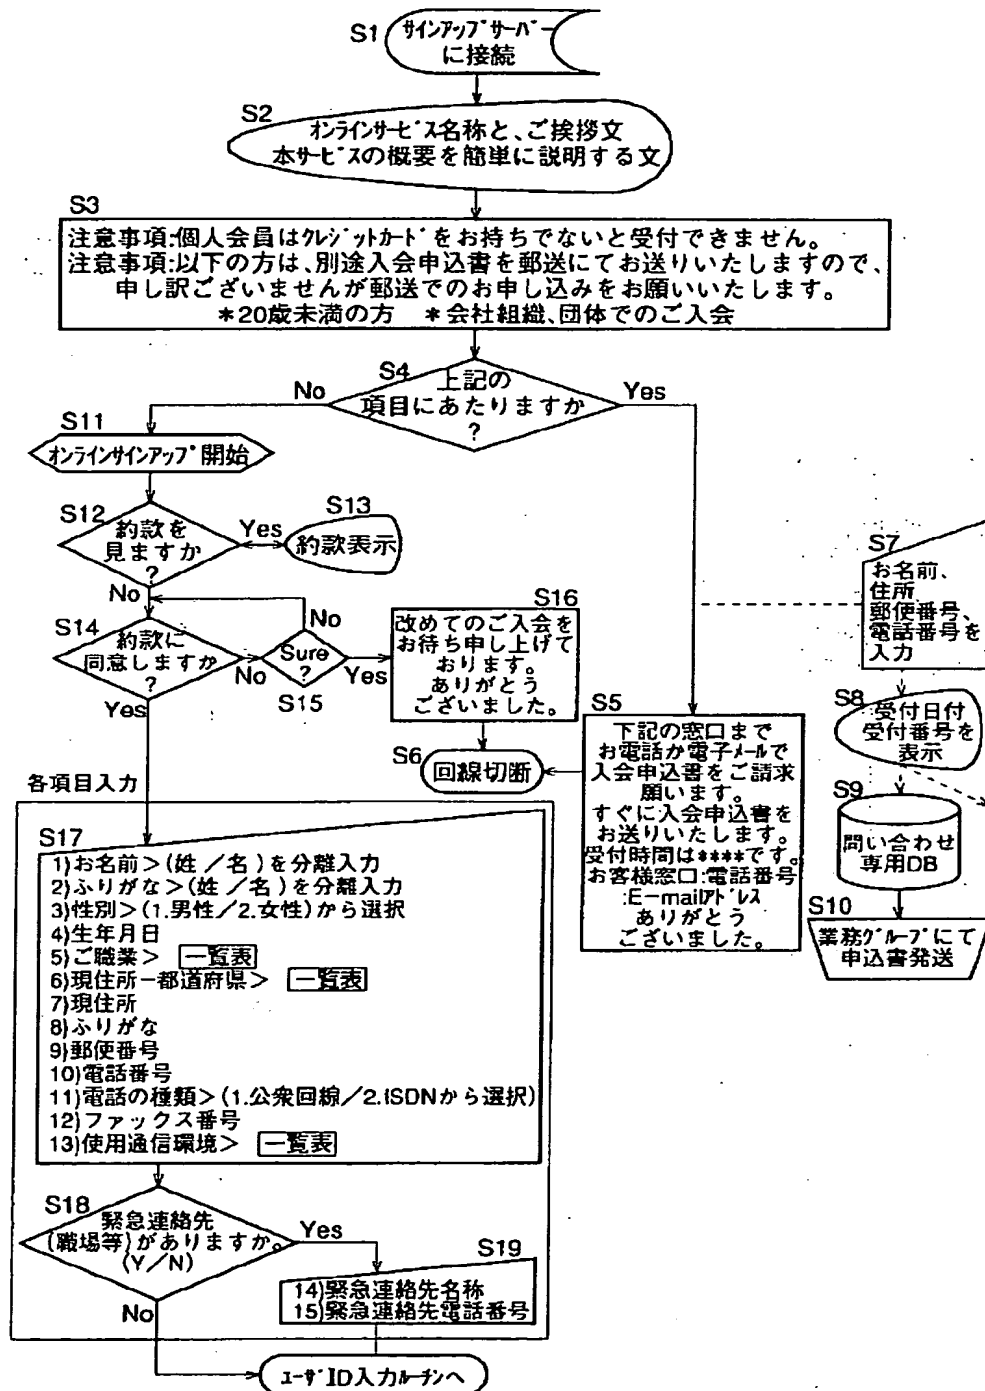 S1
サインアップサーバー
に接続
S2
オンラインサービス名称と、ご挨拶文
本サービスの概要を簡単に説明する文
S3
注意事項:個人会員はクレジットカードをお持ちでないと受付できません。
注意事項:以下の方は、別途入会申込書を郵送にてお送りいたしますので、
申し訳ございませんが郵送でのお申し込みをお願いいたします。
*20歳未満の方 *会社組織、団体でのご入会
S4
上記の
項目にあたりますか
?
No
Yes
S11
オンラインサインアップ開始
S12
約款を
見ますか
?
Yes
No
S13
約款表示
S14
約款に
同意しますか
?
No
Yes
S15
Sure
?
No
Yes
S16
改めてのご入会を
お待ち申し上げて
おります。
ありがとう
ございました。
S6
回線切断
S5
下記の窓口まで
お電話か電子メールで
入会申込書をご請求
願います。
すぐに入会申込書を
お送りいたします。
受付時間は****です。
お客様窓口:電話番号
:E-mailアドレス
ありがとう
ございました。
S7
お名前、
住所
郵便番号、
電話番号を
入力
S8
受付日付
受付番号を
表示
S9
問い合わせ
専用DB
S10
業務グループにて
申込書発送
各項目入力
S17
1)お名前>(姓/名)を分離入力
2)ふりがな>(姓/名)を分離入力
3)性別>(1.男性/2.女性)から選択
4)生年月日
5)ご職業> 一覧表
6)現住所-都道府県> 一覧表
7)現住所
8)ふりがな
9)郵便番号
10)電話番号
11)電話の種類>(1.公衆回線/2.ISDNから選択)
12)ファックス番号
13)使用通信環境> 一覧表
S18
緊急連絡先
(職場等)がありますか。
(Y/N)
Yes
No
S19
14)緊急連絡先名称
15)緊急連絡先電話番号
ユーザID入力ルーチンへ